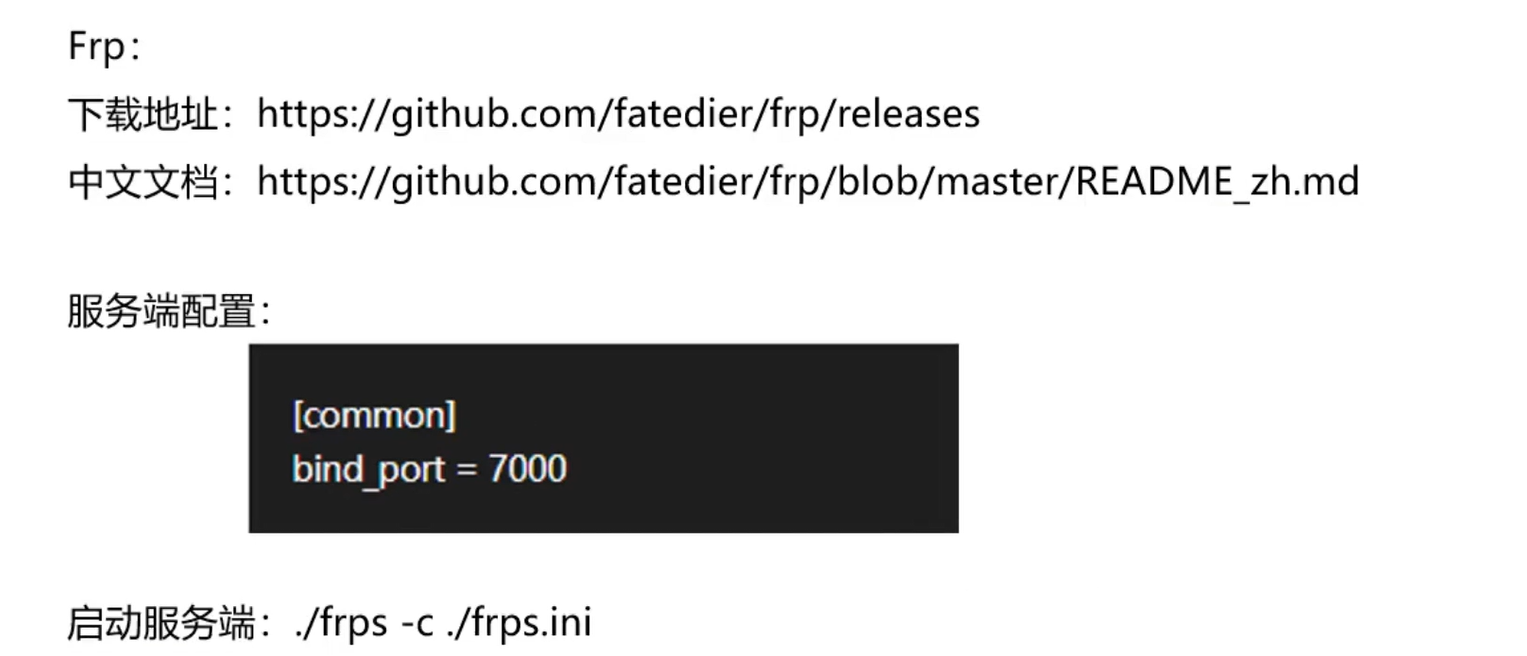 Frp：
下载地址：https://github.com/fatedier/frp/releases
中文文档：https://github.com/fatedier/frp/blob/master/README_zh.md
服务端配置：
[common]
bind_port = 7000
启动服务端：./frps -c ./frps.ini